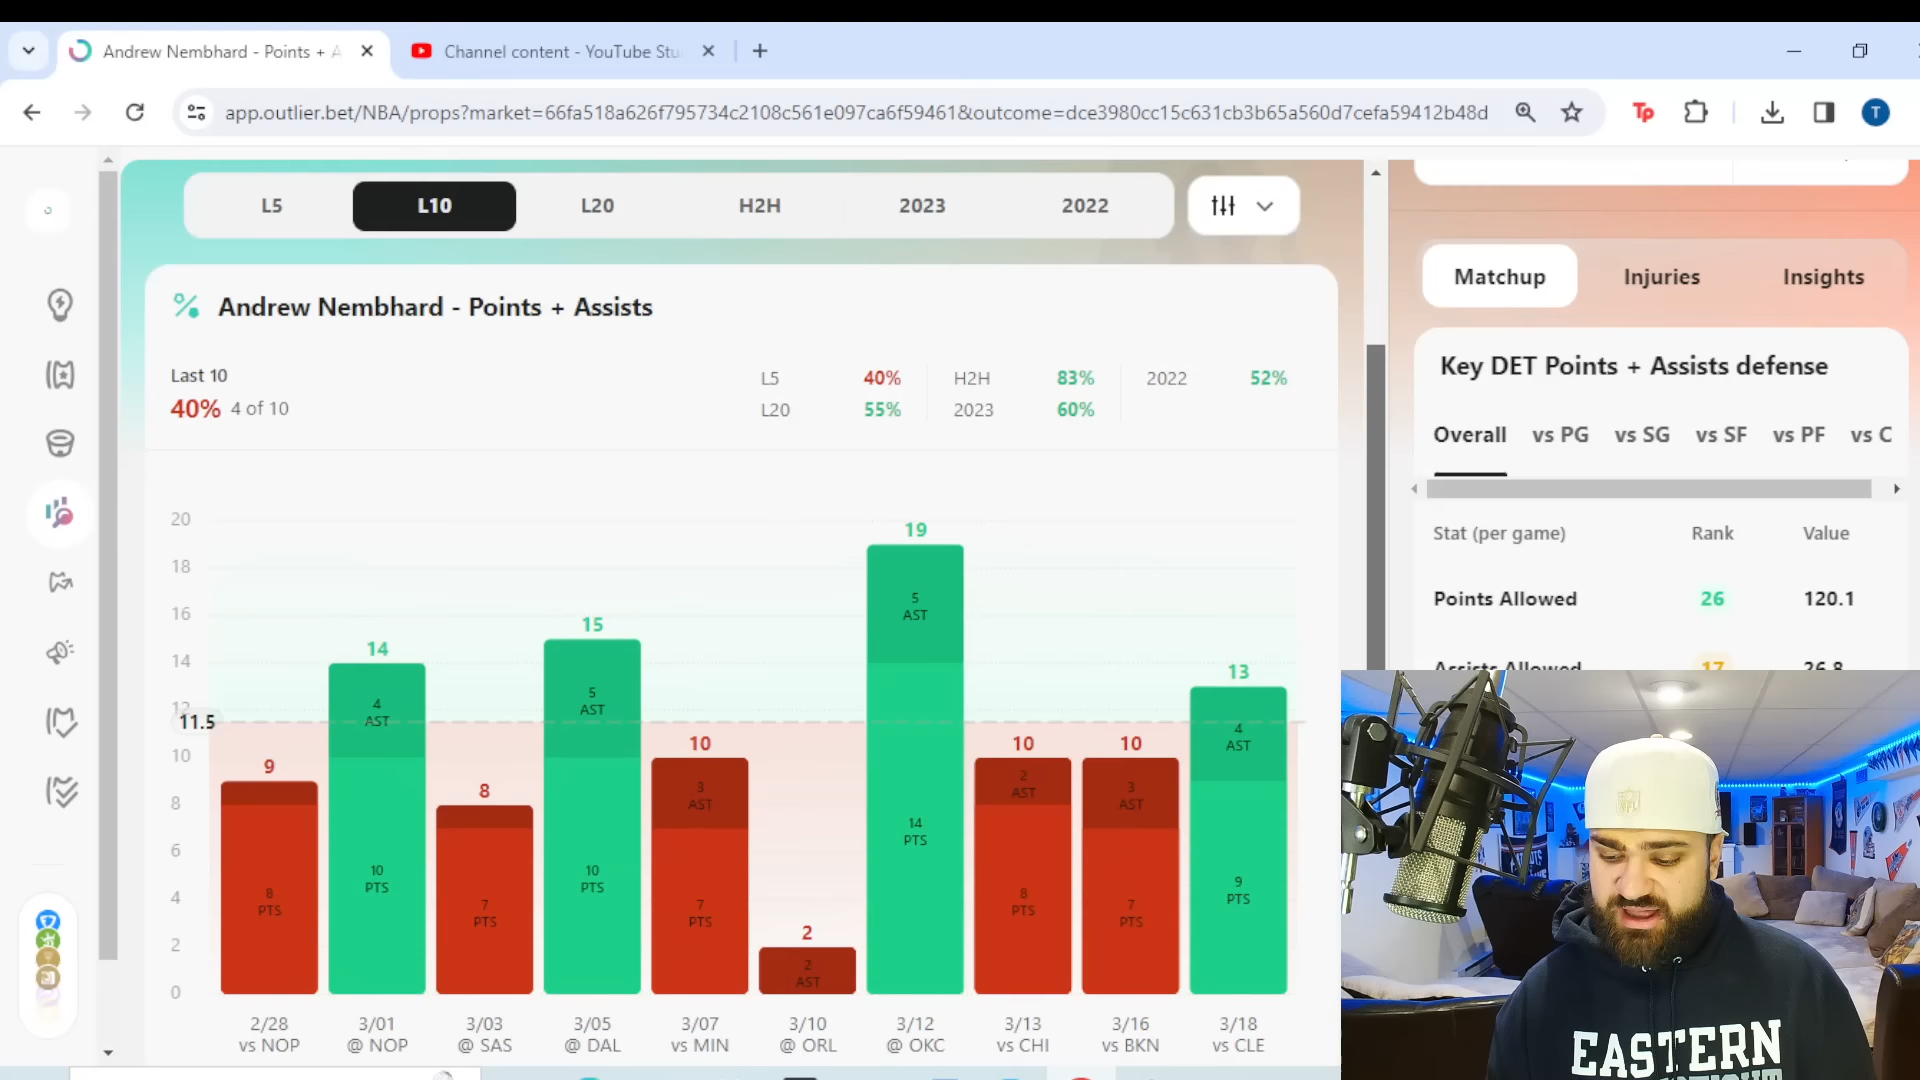 Andrew Nembhard - Points + A
Channel content - YouTube Stu
app.outlier.bet/NBA/props?market=66fa518a626f795734c2108c561e097ca6f59461&outcome=dce3980cc15c631cb3b65a560d7cefa59412b48d
Tp
T
L5 L10 L20 H2H 2023 2022
Andrew Nembhard - Points + Assists
Last 10
40% 4 of 10
L5 40% H2H 83% 2022 52%
L20 55% 2023 60%
20
18
16
14
12
11.5
10
8
6
4
2
0
9
8 PTS
14
4 AST
10 PTS
8
7 PTS
15
5 AST
10 PTS
10
3 AST
7 PTS
2
2 AST
19
5 AST
14 PTS
10
2 AST
8 PTS
10
3 AST
7 PTS
13
4 AST
9 PTS
2/28 3/01 3/03 3/05 3/07 3/10 3/12 3/13 3/16 3/18
vs NOP @ NOP @ SAS @ DAL vs MIN @ ORL @ OKC vs CHI vs BKN vs CLE
Matchup Injuries Insights
Key DET Points + Assists defense
Overall vs PG vs SG vs SF vs PF vs C
Stat (per game) Rank Value
Points Allowed 26 120.1
Assists Allowed 17 26.8
NFL
EASTERN